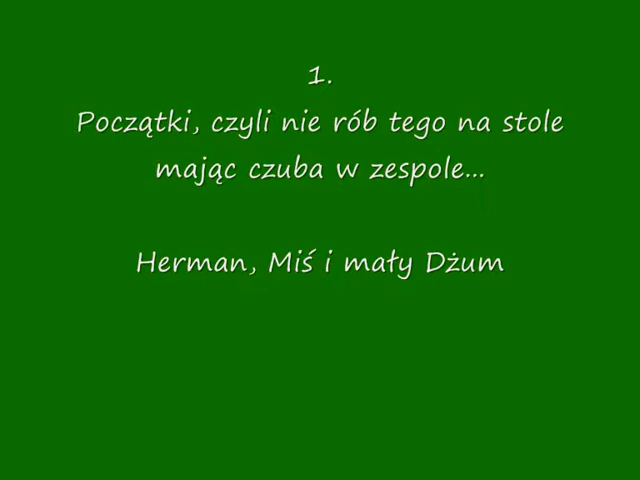 1.
Początki, czyli nie rób tego na stole
mając czuba w zespole...
Herman, Miś i mały Dżum